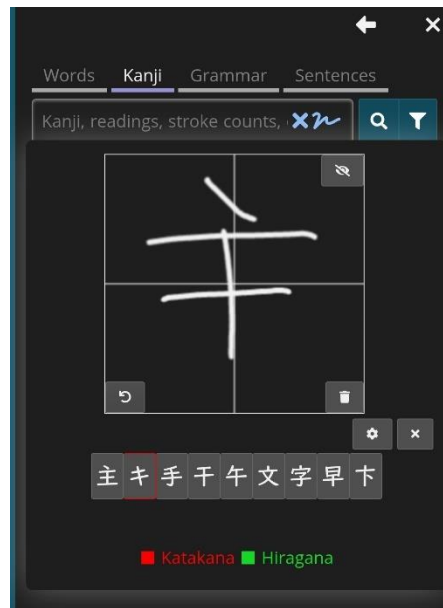 Words Kanji Grammar Sentences
Kanji, readings, stroke counts,
主 キ 手 干 午 文 字 早 卞
Katakana Hiragana